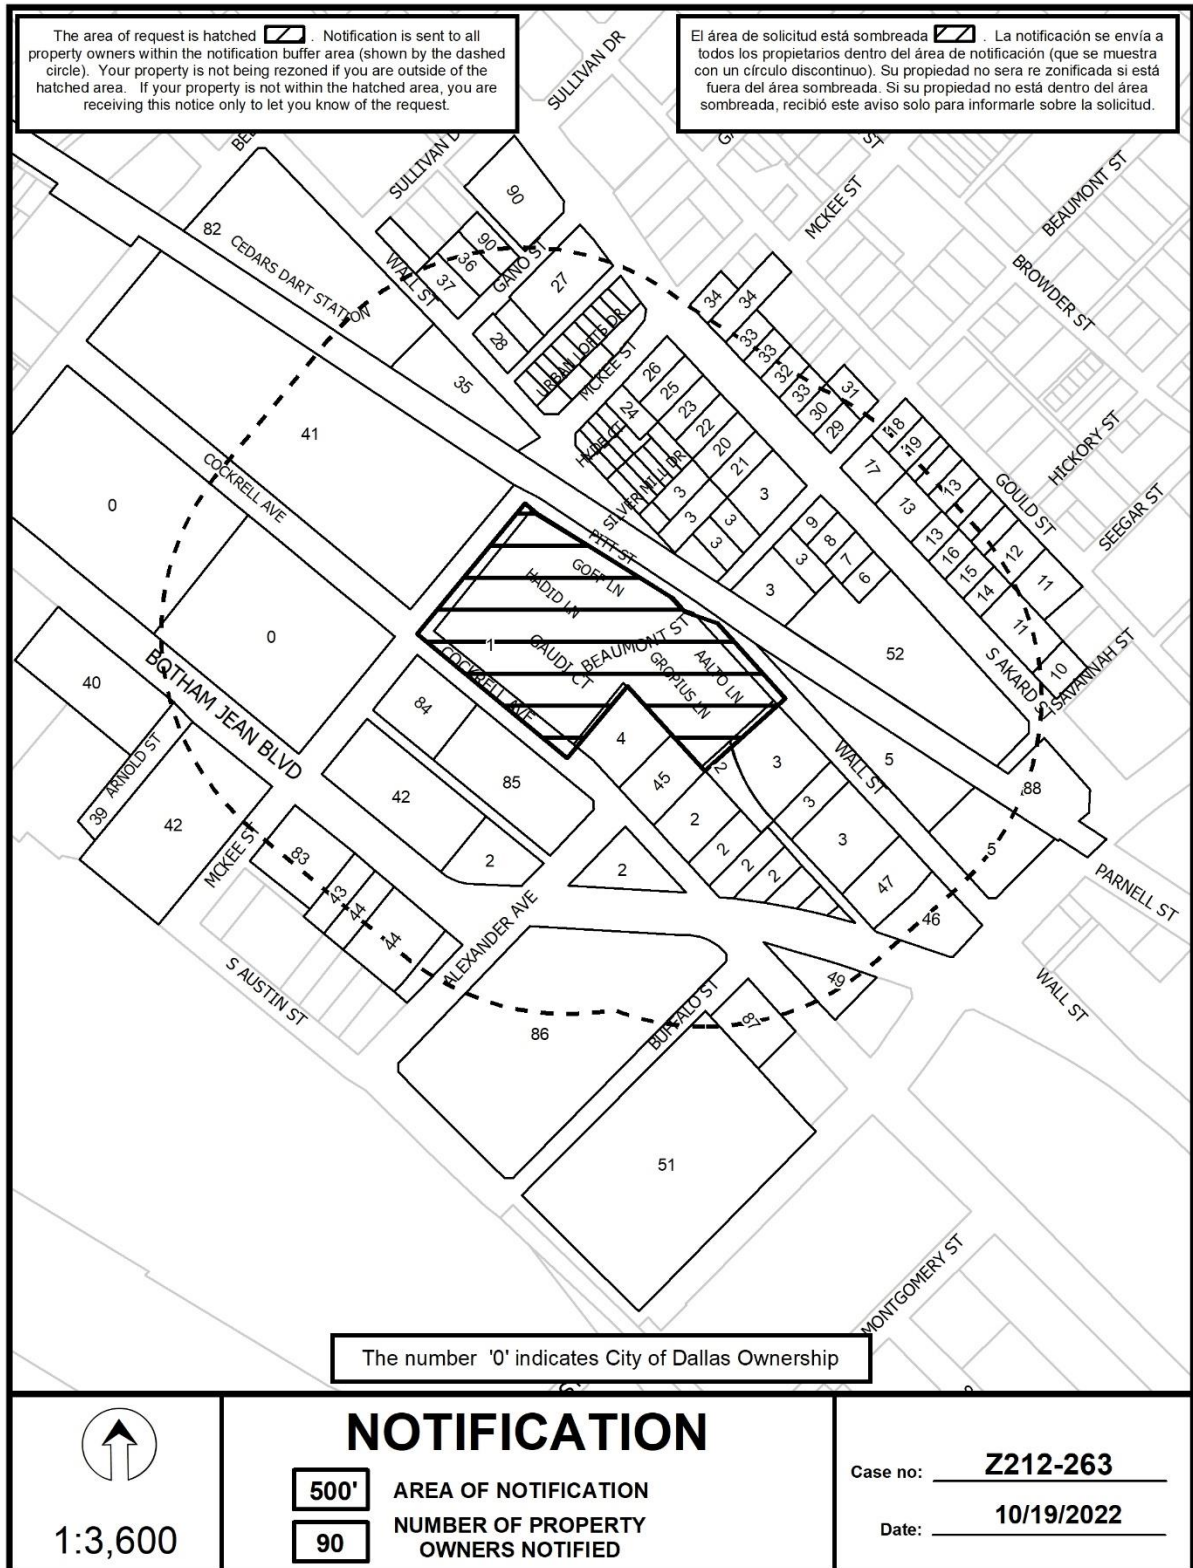 The area of request is hatched . Notification is sent to all
property owners within the notification buffer area (shown by the dashed
circle). Your property is not being rezoned if you are outside of the
hatched area. If your property is not within the hatched area, you are
receiving this notice only to let you know of the request.
El área de solicitud está sombreada . La notificación se envía a
todos los propietarios dentro del área de notificación (que se muestra
con un círculo discontinuo). Su propiedad no sera re zonificada si está
fuera del área sombreada. Si su propiedad no está dentro del área
sombreada, recibió este aviso solo para informarle sobre la solicitud.
SULLIVAN DR
SULLIVAN D
ST
MCKEE ST
BEAUMONT ST
BROWDER ST
90
82
CEDARS DART STATION
WALL ST
90
36
37
GANO ST
27
28
35
URBAN LOFTS DR
MCKEE ST
34
34
33
33
32
33
30
29
31
26
25
24
23
22
20
21
HYDE CT
SILVER MILL DR
3
3
3
3
3
18
19
17
13
13
13
16
15
14
12
11
11
10
GOULD ST
HICKORY ST
SEEGAR ST
41
COCKRELL AVE
0
0
PITT ST
GOFF LN
HADID LN
1
GAUDI CT
BEAUMONT ST
GROPIUS LN
AALTO LN
COCKRELL AVE
9
8
7
6
3
3
52
S AKARD ST
SAVANNAH ST
40
BOTHAM JEAN BLVD
84
85
42
4
45
2
2
2
2
2
2
2
3
3
3
WALL ST
5
5
88
47
46
PARNELL ST
39
ARNOLD ST
42
MCKEE ST
83
43
44
44
ALEXANDER AVE
S AUSTIN ST
86
BUFFALO ST
87
49
WALL ST
51
MONTGOMERY ST
The number '0' indicates City of Dallas Ownership
1:3,600
NOTIFICATION
500' AREA OF NOTIFICATION
90 NUMBER OF PROPERTY
OWNERS NOTIFIED
Case no: Z212-263
Date: 10/19/2022